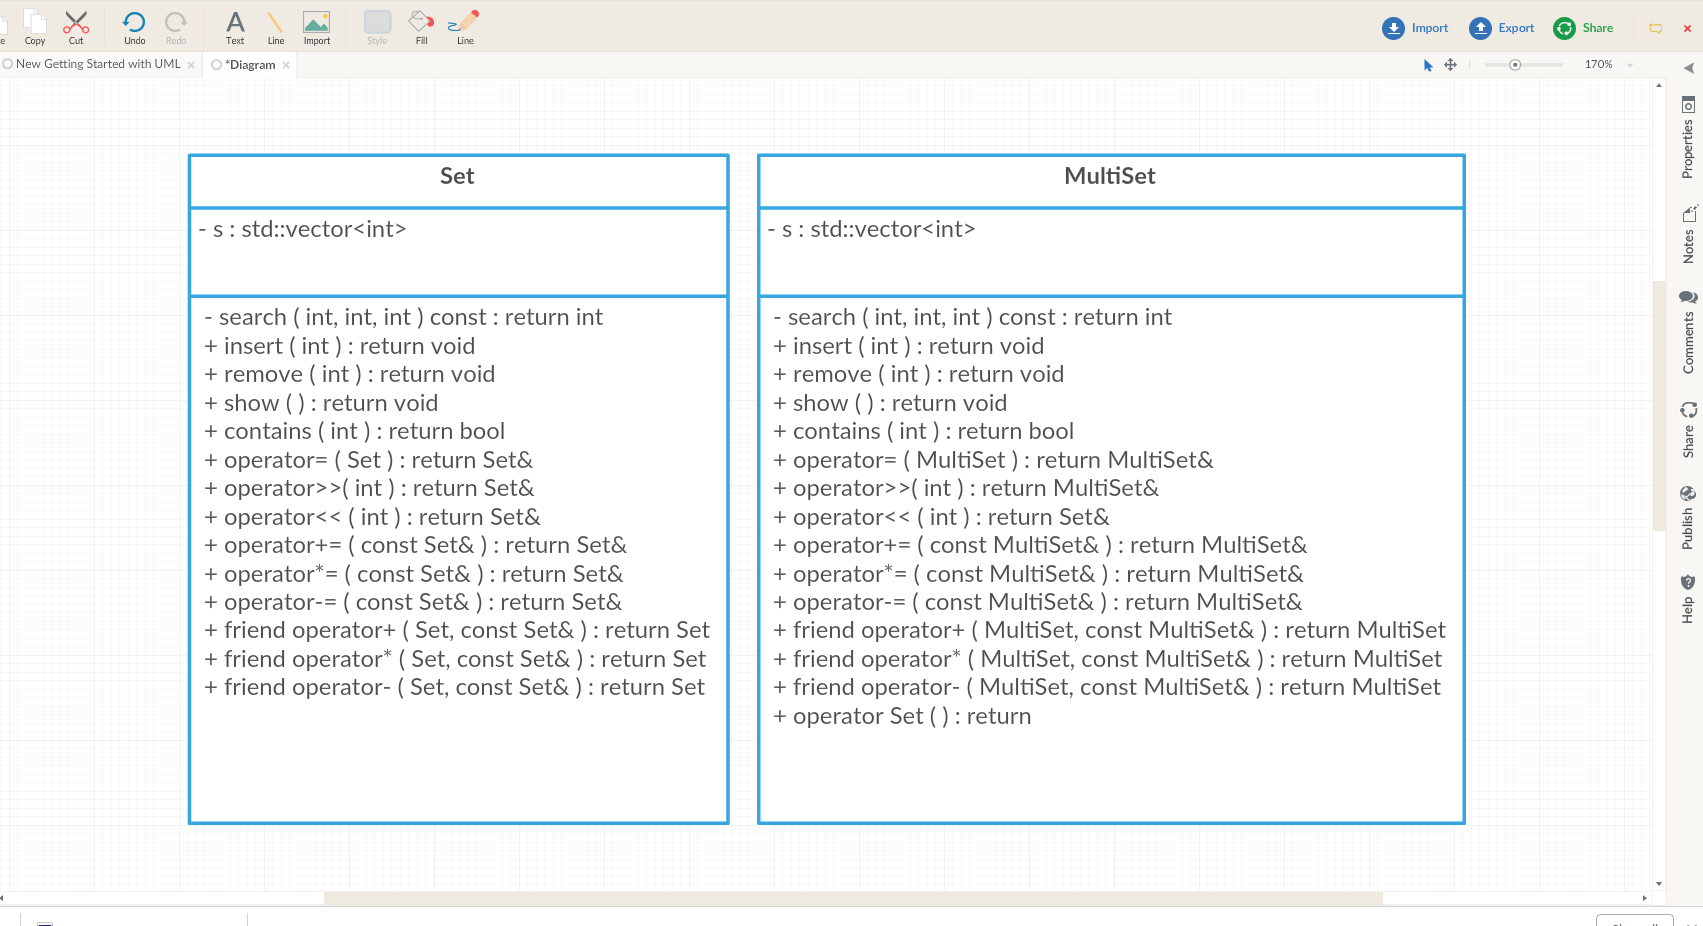 e Copy Cut Undo Redo Text Line Import Style Fill Line Import Export Share
New Getting Started with UML *Diagram 170%
Set
- s : std::vector<int>
- search ( int, int, int ) const : return int
+ insert ( int ) : return void
+ remove ( int ) : return void
+ show ( ) : return void
+ contains ( int ) : return bool
+ operator= ( Set ) : return Set&
+ operator>>( int ) : return Set&
+ operator<< ( int ) : return Set&
+ operator+= ( const Set& ) : return Set&
+ operator*= ( const Set& ) : return Set&
+ operator-= ( const Set& ) : return Set&
+ friend operator+ ( Set, const Set& ) : return Set
+ friend operator* ( Set, const Set& ) : return Set
+ friend operator- ( Set, const Set& ) : return Set
MultiSet
- s : std::vector<int>
- search ( int, int, int ) const : return int
+ insert ( int ) : return void
+ remove ( int ) : return void
+ show ( ) : return void
+ contains ( int ) : return bool
+ operator= ( MultiSet ) : return MultiSet&
+ operator>>( int ) : return MultiSet&
+ operator<< ( int ) : return Set&
+ operator+= ( const MultiSet& ) : return MultiSet&
+ operator*= ( const MultiSet& ) : return MultiSet&
+ operator-= ( const MultiSet& ) : return MultiSet&
+ friend operator+ ( MultiSet, const MultiSet& ) : return MultiSet
+ friend operator* ( MultiSet, const MultiSet& ) : return MultiSet
+ friend operator- ( MultiSet, const MultiSet& ) : return MultiSet
+ operator Set ( ) : return
Properties
Notes
Comments
Share
Publish
Help